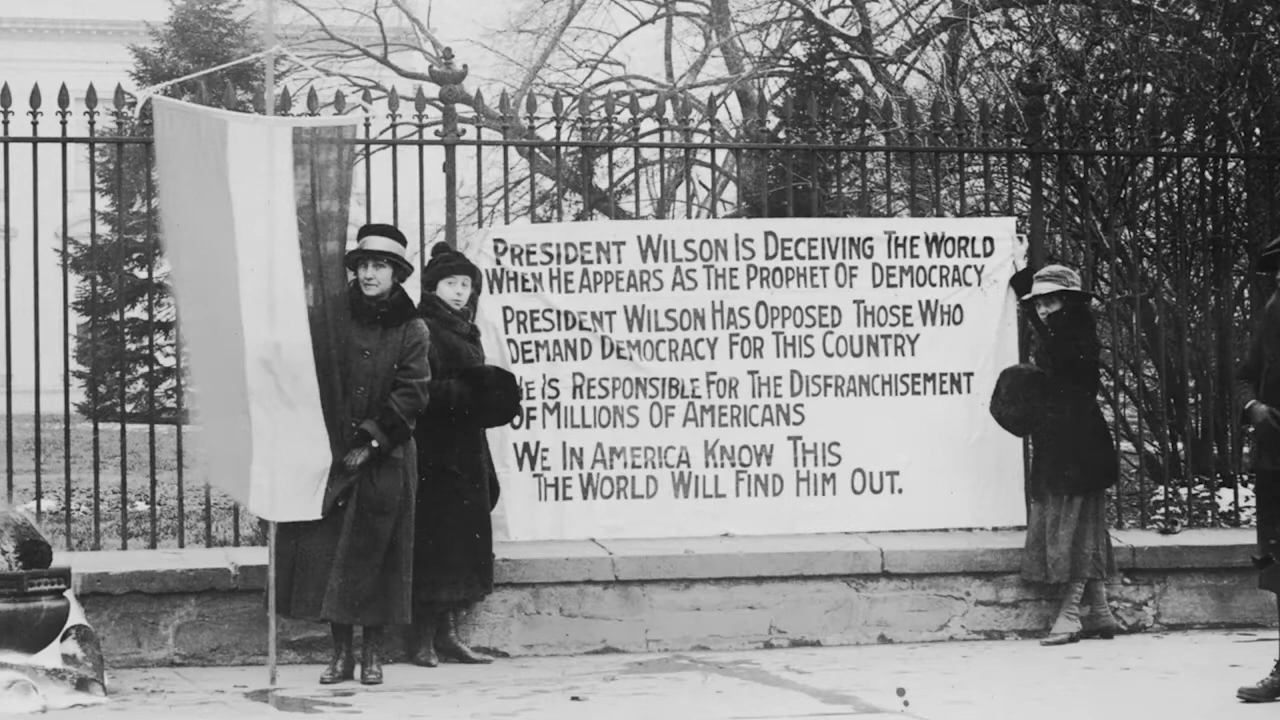 PRESIDENT WILSON IS DECEIVING THE WORLD
WHEN HE APPEARS AS THE PROPHET OF DEMOCRACY
PRESIDENT WILSON HAS OPPOSED THOSE WHO
DEMAND DEMOCRACY FOR THIS COUNTRY
HE IS RESPONSIBLE FOR THE DISFRANCHISEMENT
OF MILLIONS OF AMERICANS
WE IN AMERICA KNOW THIS
THE WORLD WILL FIND HIM OUT.